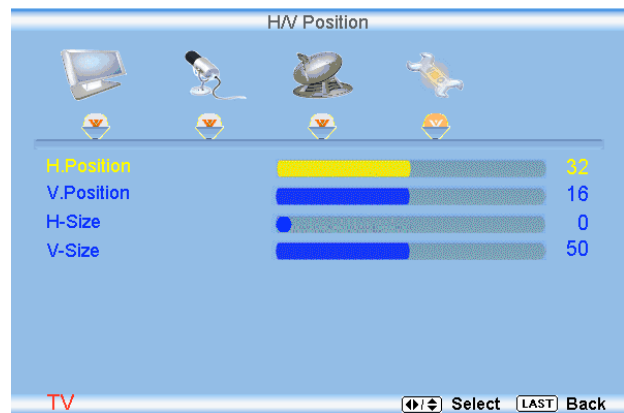 H/V Position
H.Position 32
V.Position 16
H-Size 0
V-Size 50
TV Select LAST Back